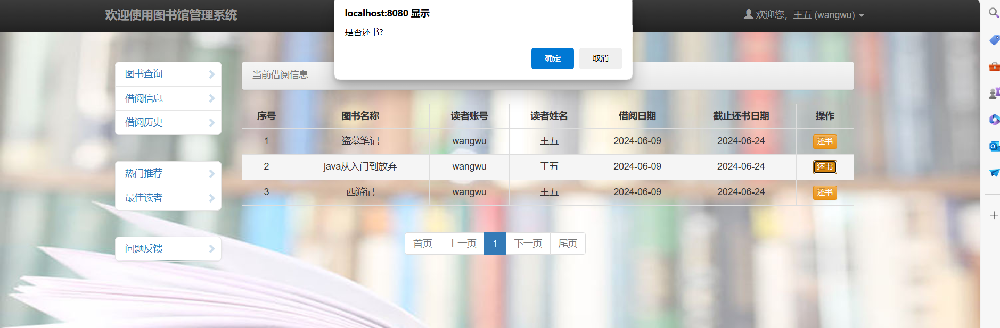 欢迎使用图书馆管理系统
localhost:8080 显示
是否还书?
确定 取消
欢迎您，王五 (wangwu)
图书查询
借阅信息
借阅历史
热门推荐
最佳读者
问题反馈
当前借阅信息
序号 图书名称 读者账号 读者姓名 借阅日期 截止还书日期 操作
1 盗墓笔记 wangwu 王五 2024-06-09 2024-06-24 还书
2 java从入门到放弃 wangwu 王五 2024-06-09 2024-06-24 还书
3 西游记 wangwu 王五 2024-06-09 2024-06-24 还书
首页 上一页 1 下一页 尾页